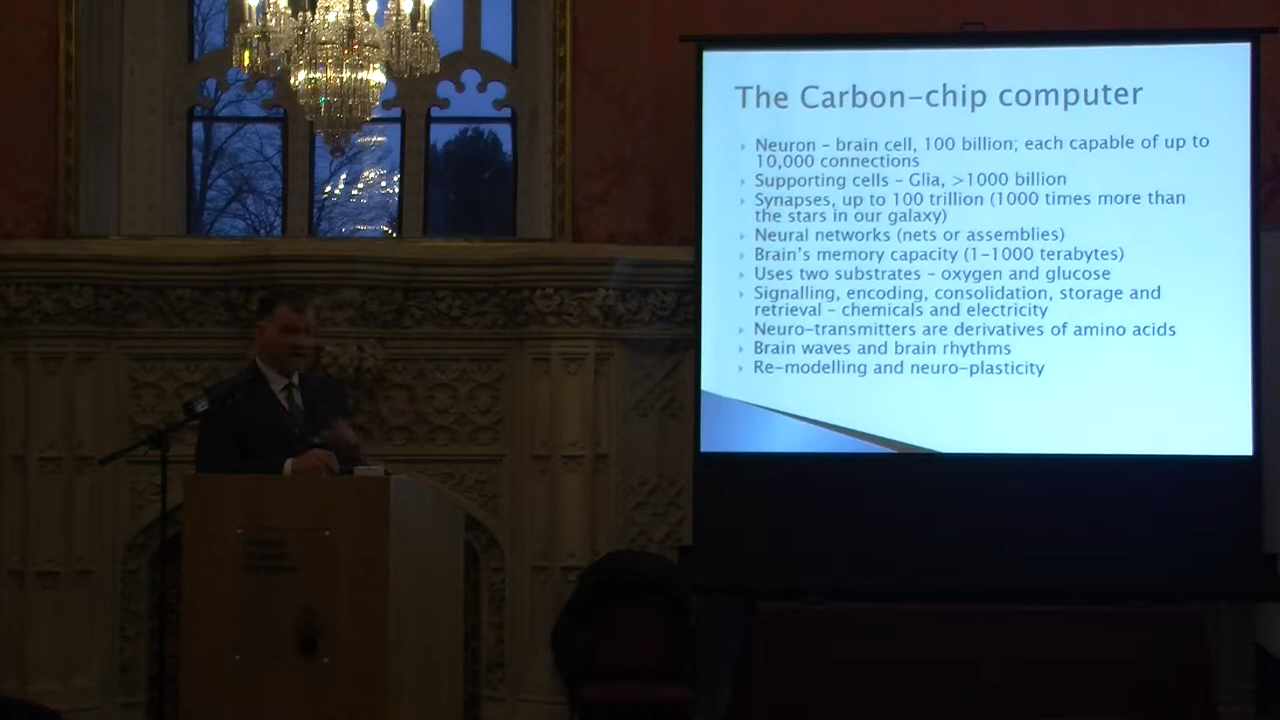 The Carbon-chip computer
Neuron – brain cell, 100 billion; each capable of up to
10,000 connections
Supporting cells – Glia, >1000 billion
Synapses, up to 100 trillion (1000 times more than
the stars in our galaxy)
Neural networks (nets or assemblies)
Brain's memory capacity (1-1000 terabytes)
Uses two substrates – oxygen and glucose
Signalling, encoding, consolidation, storage and
retrieval – chemicals and electricity
Neuro-transmitters are derivatives of amino acids
Brain waves and brain rhythms
Re-modelling and neuro-plasticity